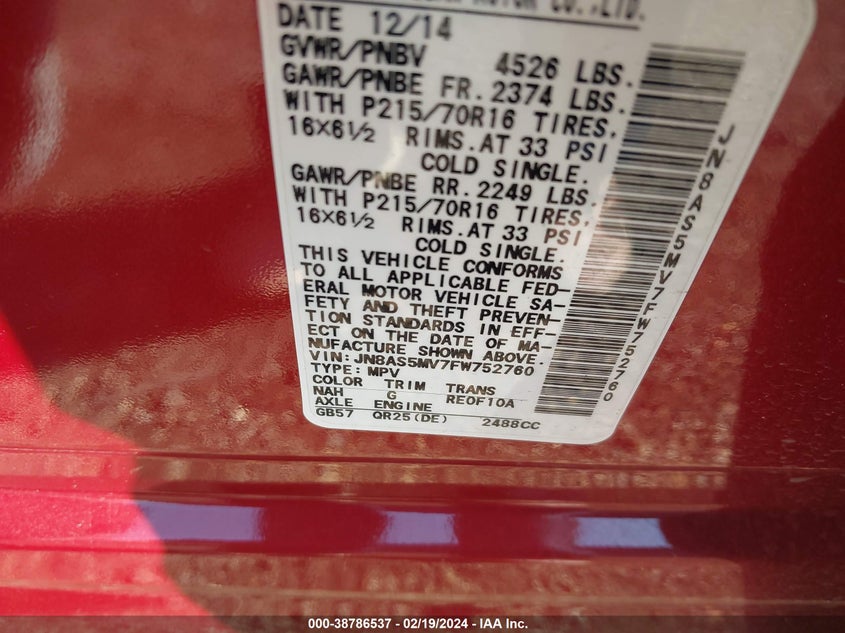 MOTOR CO.,LTD.
DATE 12/14
GVWR/PNBV 4526 LBS.
GAWR/PNBE FR. 2374 LBS.
WITH P215/70R16 TIRES,
16X6½ RIMS. AT 33 PSI
COLD SINGLE.
GAWR/PNBE RR. 2249 LBS.
WITH P215/70R16 TIRES,
16X6½ RIMS. AT 33 PSI
COLD SINGLE.
THIS VEHICLE CONFORMS
TO ALL APPLICABLE FED-
ERAL MOTOR VEHICLE SA-
FETY AND THEFT PREVEN-
TION STANDARDS IN EFF-
ECT ON THE DATE OF MA-
NUFACTURE SHOWN ABOVE.
VIN: JN8AS5MV7FW752760
TYPE: MPV
COLOR TRIM TRANS
NAH G RE0F10A
AXLE ENGINE
GB57 QR25(DE) 2488CC
JN8AS5MV7FW752760
000-38786537 - 02/19/2024 - IAA Inc.